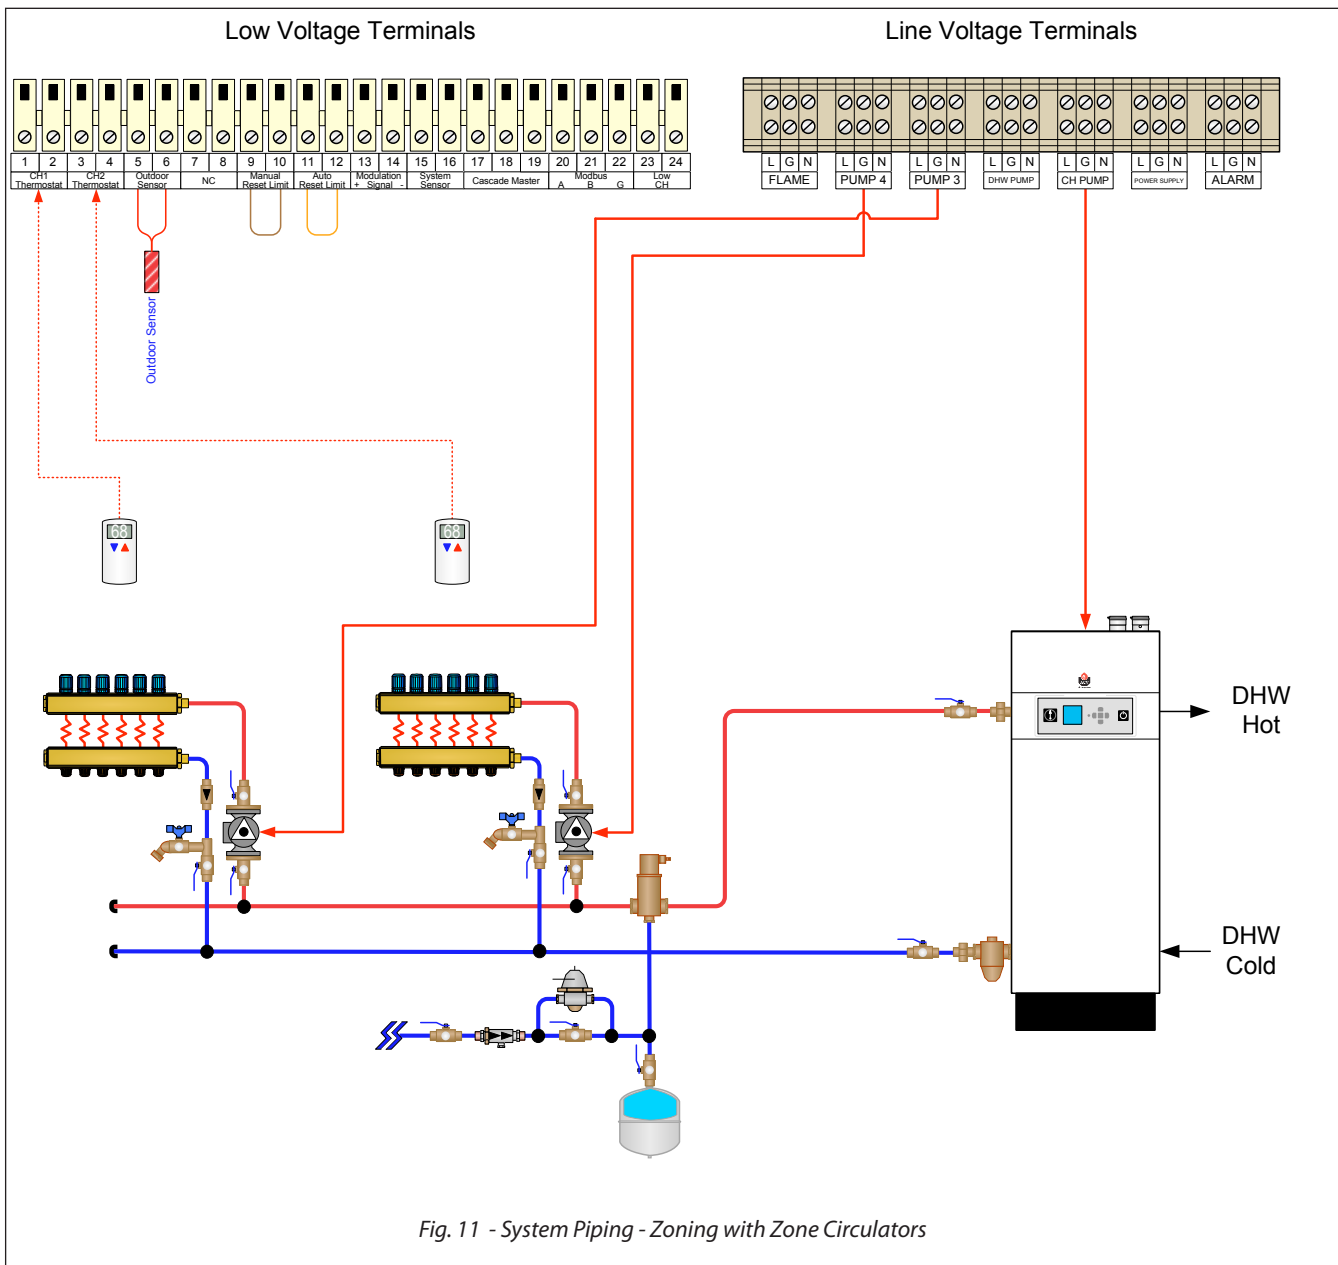 Low Voltage Terminals
Line Voltage Terminals
1 2 3 4 5 6 7 8 9 10 11 12 13 14 15 16 17 18 19 20 21 22 23 24
CH1 Thermostat
CH2 Thermostat
Outdoor Sensor
NC
Manual Reset Limit
Auto Reset Limit
Modulation + Signal -
System Sensor
Cascade Master
Modbus
A B G
Low CH
L G N L G N L G N L G N L G N L G N L G N
FLAME PUMP 4 PUMP 3 DHW PUMP CH PUMP POWER SUPPLY ALARM
Outdoor Sensor
68
68
DHW
Hot
DHW
Cold
Fig. 11 - System Piping - Zoning with Zone Circulators